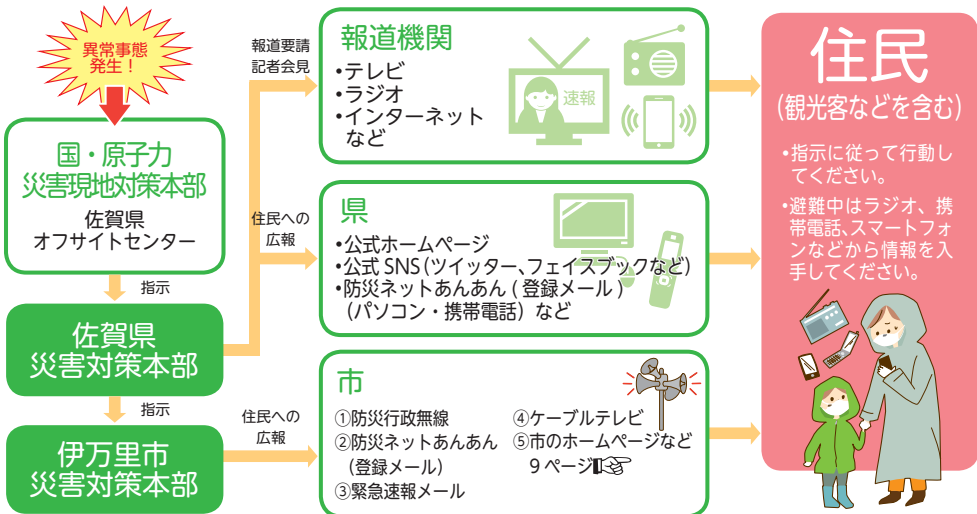 異常事態
発生！
国・原子力
災害現地対策本部
佐賀県
オフサイトセンター
指示
佐賀県
災害対策本部
指示
伊万里市
災害対策本部
報道要請
記者会見
報道機関
•テレビ
•ラジオ
•インターネット
など
速報
住民への
広報
県
•公式ホームページ
•公式 SNS(ツイッター、フェイスブックなど)
•防災ネットあんあん ( 登録メール )
(パソコン・携帯電話）など
住民への
広報
市
①防災行政無線
②防災ネットあんあん
（登録メール）
③緊急速報メール
④ケーブルテレビ
⑤市のホームページなど
９ページ
住民
(観光客などを含む)
•指示に従って行動し
てください。
•避難中はラジオ、携
帯電話、スマートフォ
ンなどから情報を入
手してください。